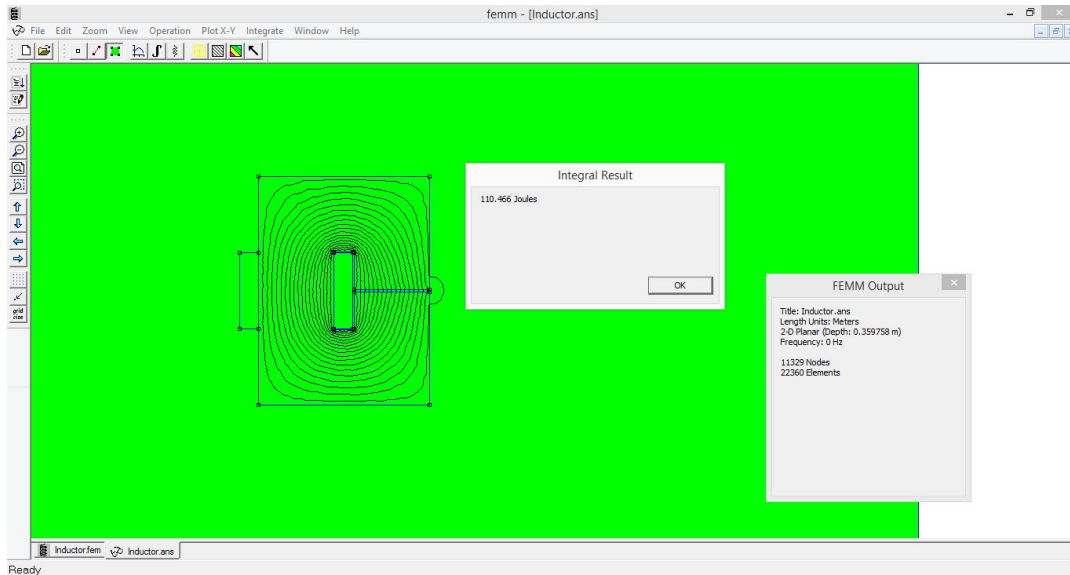 femm - [Inductor.ans]
File Edit Zoom View Operation Plot X-Y Integrate Window Help
grid
size
Integral Result
110.466 Joules
OK
FEMM Output
Title: Inductor.ans
Length Units: Meters
2-D Planar (Depth: 0.359758 m)
Frequency: 0 Hz
11329 Nodes
22360 Elements
Inductor.fem Inductor.ans
Ready